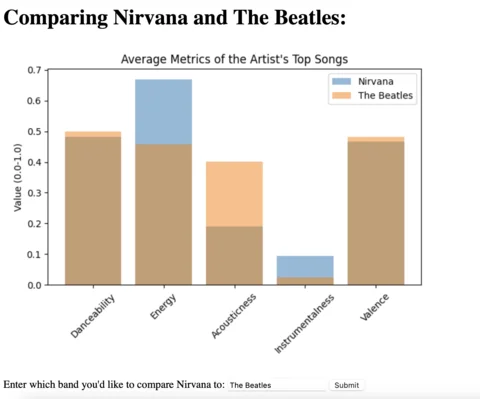 Comparing Nirvana and The Beatles:
Average Metrics of the Artist's Top Songs
Nirvana
The Beatles
Value (0.0-1.0)
0.7
0.6
0.5
0.4
0.3
0.2
0.1
0.0
Danceability
Energy
Acousticness
Instrumentalness
Valence
Enter which band you'd like to compare Nirvana to: The Beatles Submit